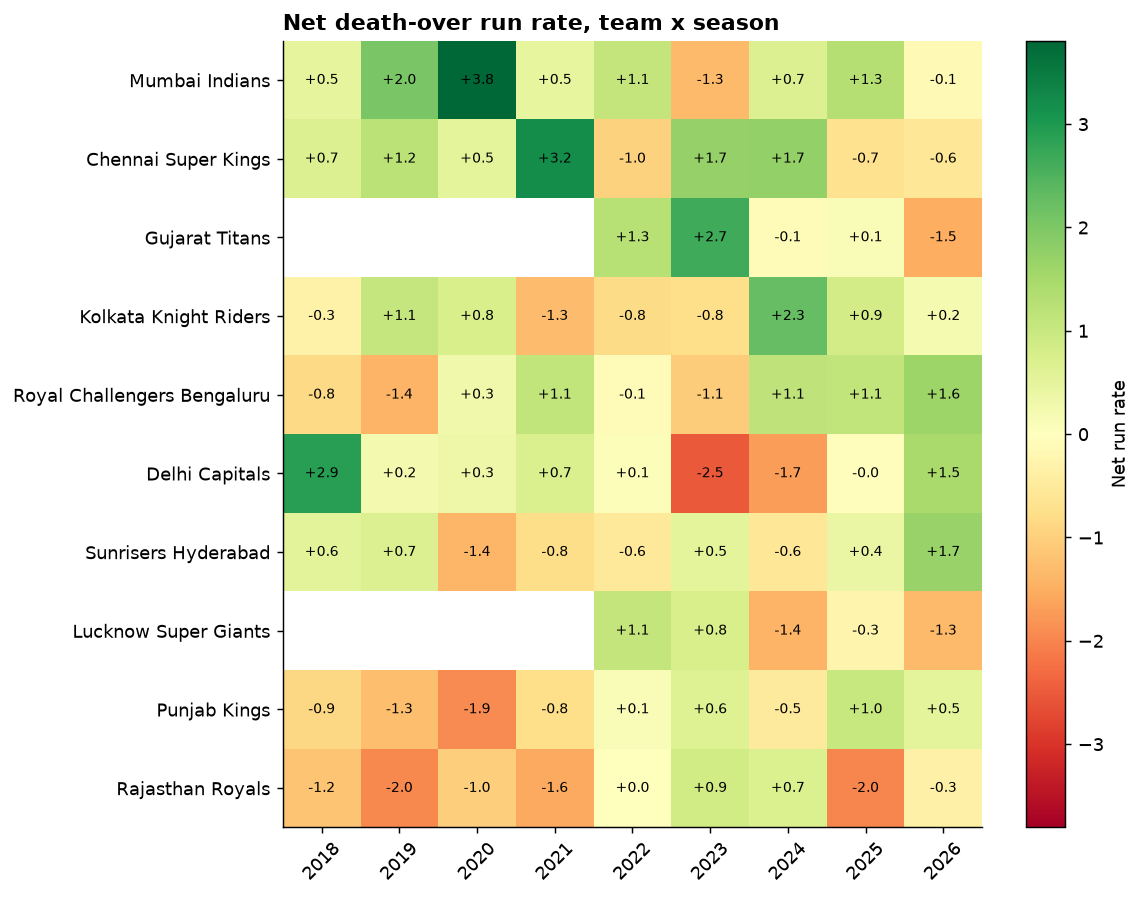 Net death-over run rate, team x season
Mumbai Indians +0.5 +2.0 +3.8 +0.5 +1.1 -1.3 +0.7 +1.3 -0.1
Chennai Super Kings +0.7 +1.2 +0.5 +3.2 -1.0 +1.7 +1.7 -0.7 -0.6
Gujarat Titans +1.3 +2.7 -0.1 +0.1 -1.5
Kolkata Knight Riders -0.3 +1.1 +0.8 -1.3 -0.8 -0.8 +2.3 +0.9 +0.2
Royal Challengers Bengaluru -0.8 -1.4 +0.3 +1.1 -0.1 -1.1 +1.1 +1.1 +1.6
Delhi Capitals +2.9 +0.2 +0.3 +0.7 +0.1 -2.5 -1.7 -0.0 +1.5
Sunrisers Hyderabad +0.6 +0.7 -1.4 -0.8 -0.6 +0.5 -0.6 +0.4 +1.7
Lucknow Super Giants +1.1 +0.8 -1.4 -0.3 -1.3
Punjab Kings -0.9 -1.3 -1.9 -0.8 +0.1 +0.6 -0.5 +1.0 +0.5
Rajasthan Royals -1.2 -2.0 -1.0 -1.6 +0.0 +0.9 +0.7 -2.0 -0.3
2018 2019 2020 2021 2022 2023 2024 2025 2026
3
2
1
0
−1
−2
−3
Net run rate